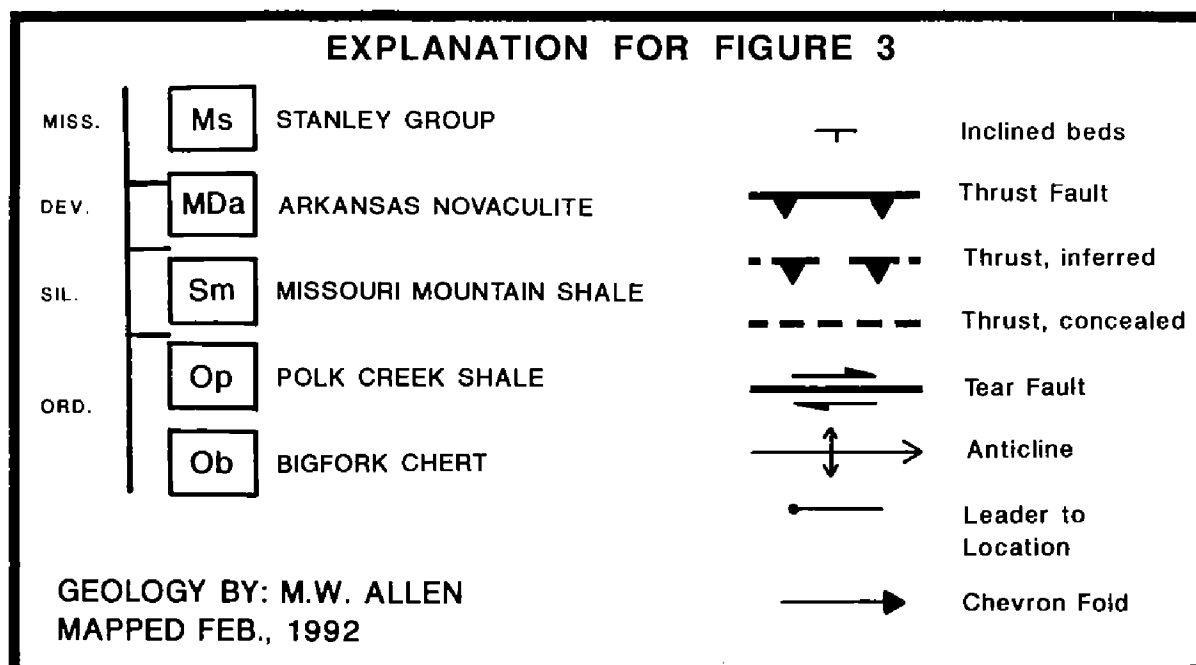 EXPLANATION FOR FIGURE 3
MISS.
Ms
STANLEY GROUP
DEV.
MDa
ARKANSAS NOVACULITE
SIL.
Sm
MISSOURI MOUNTAIN SHALE
Op
POLK CREEK SHALE
ORD.
Ob
BIGFORK CHERT
GEOLOGY BY: M.W. ALLEN
MAPPED FEB., 1992
Inclined beds
Thrust Fault
Thrust, inferred
Thrust, concealed
Tear Fault
Anticline
Leader to
Location
Chevron Fold